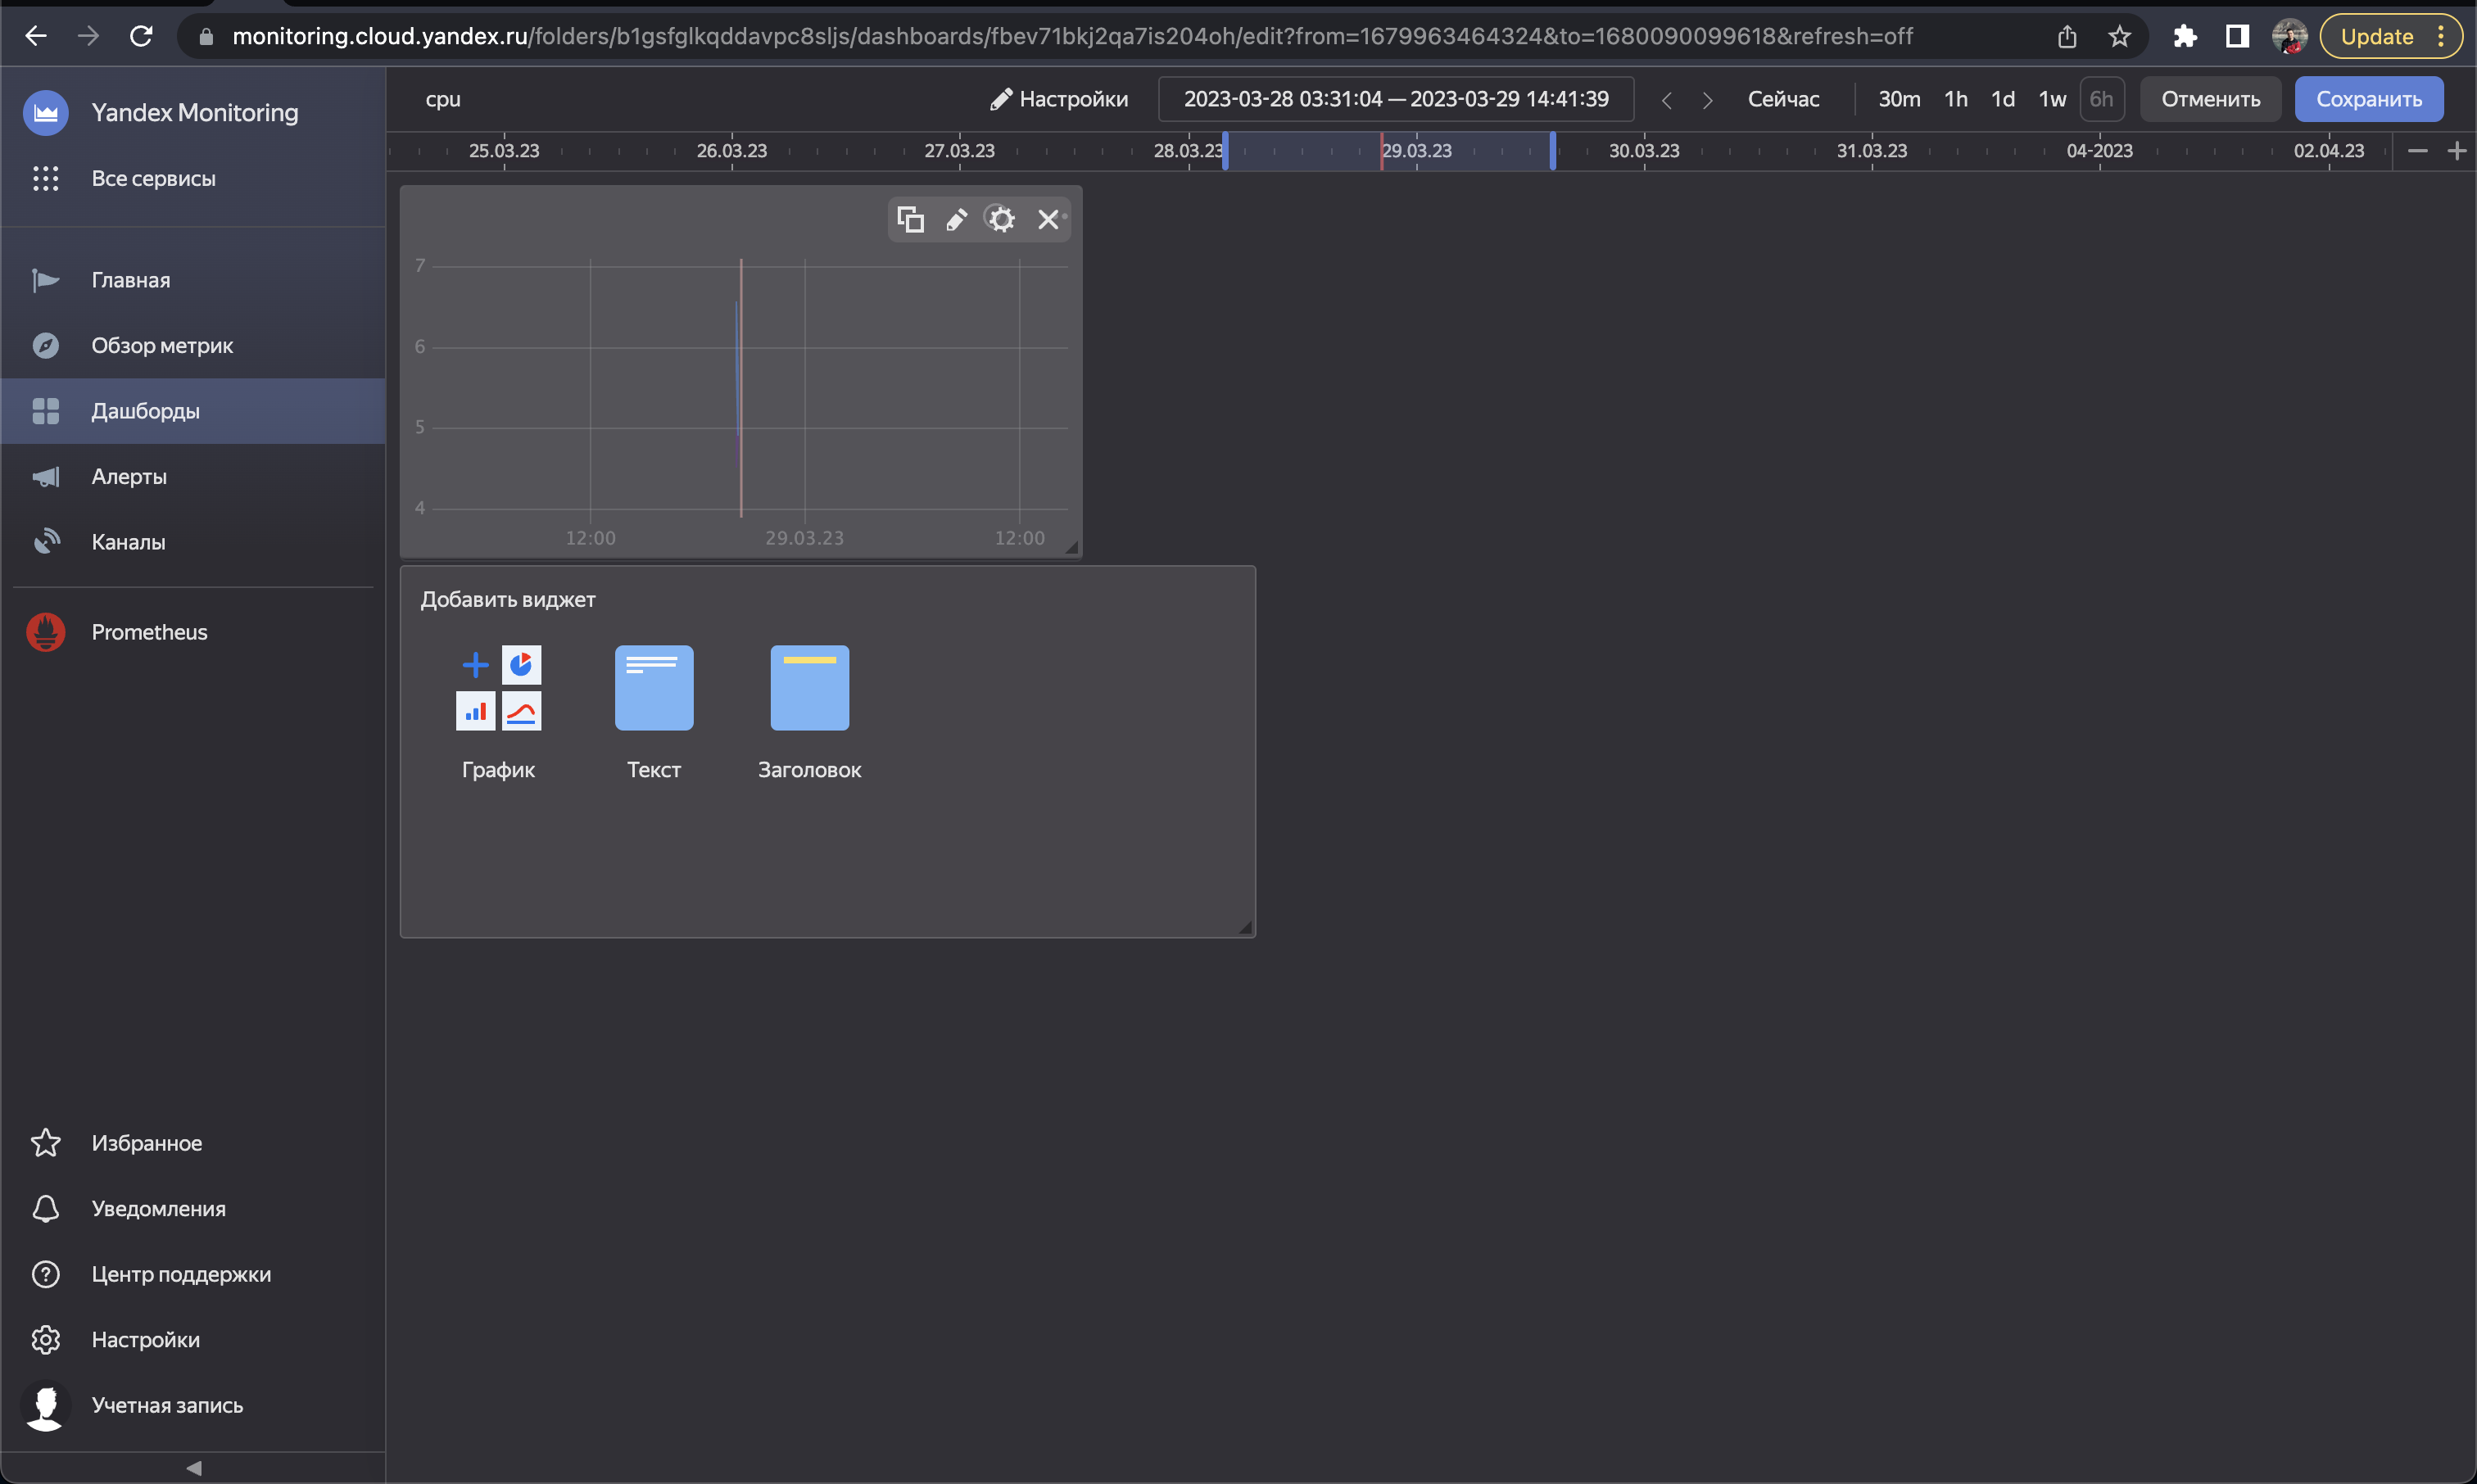 monitoring.cloud.yandex.ru/folders/b1gsfglkqddavpc8sljs/dashboards/fbev71bkj2qa7is204oh/edit?from=1679963464324&to=1680090099618&refresh=off
Update
Yandex Monitoring
Все сервисы
Главная
Обзор метрик
Дашборды
Алерты
Каналы
Prometheus
Избранное
Уведомления
Центр поддержки
Настройки
Учетная запись
cpu
Настройки
2023-03-28 03:31:04 — 2023-03-29 14:41:39
Сейчас
30m 1h 1d 1w 6h
Отменить
Сохранить
25.03.23 26.03.23 27.03.23 28.03.23 29.03.23 30.03.23 31.03.23 04-2023 02.04.23
7
6
5
4
12:00 29.03.23 12:00
Добавить виджет
График
Текст
Заголовок